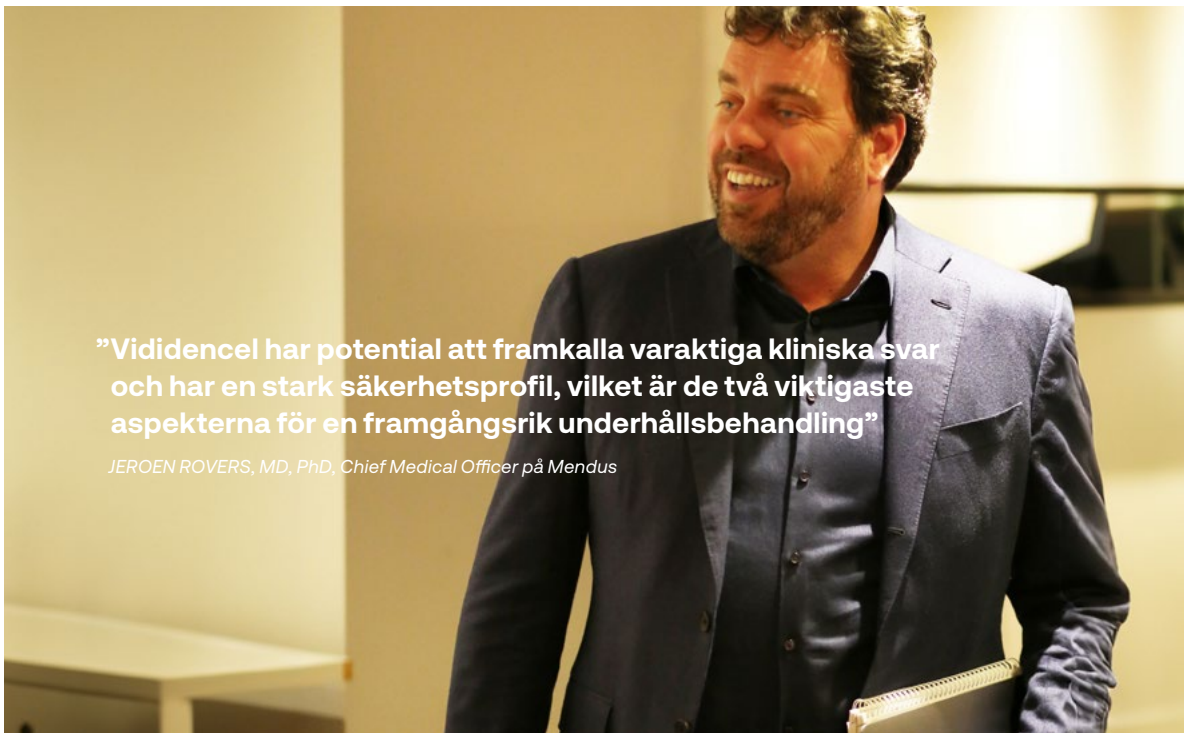 ”Vididencel har potential att framkalla varaktiga kliniska svar
och har en stark säkerhetsprofil, vilket är de två viktigaste
aspekterna för en framgångsrik underhållsbehandling”
JEROEN ROVERS, MD, PhD, Chief Medical Officer på Mendus